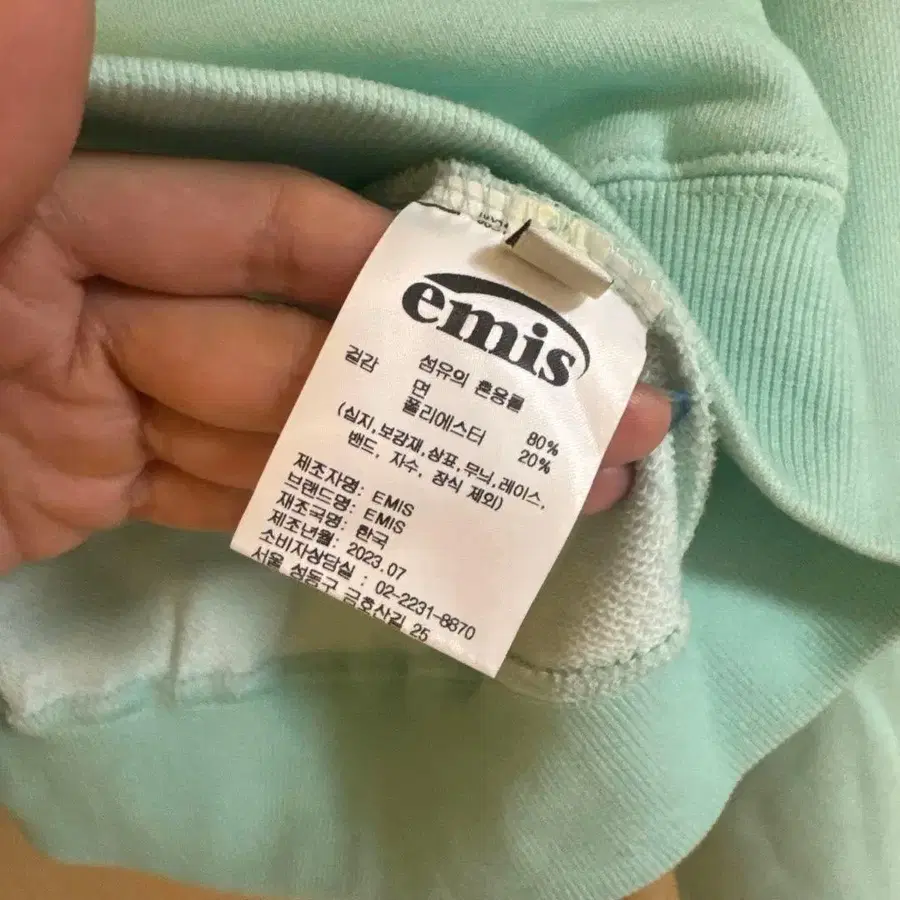 emis
섬유의 혼용률
겉감 면 80%
폴리에스터 20%
(심지,보강재,상표,무늬,레이스,
밴드, 자수, 장식 제외)
제조자명: EMIS
브랜드명: EMIS
제조국명: 한국
제조년월: 2023.07
소비자상담실 : 02-2231-8870
서울 성동구 금호산길 25